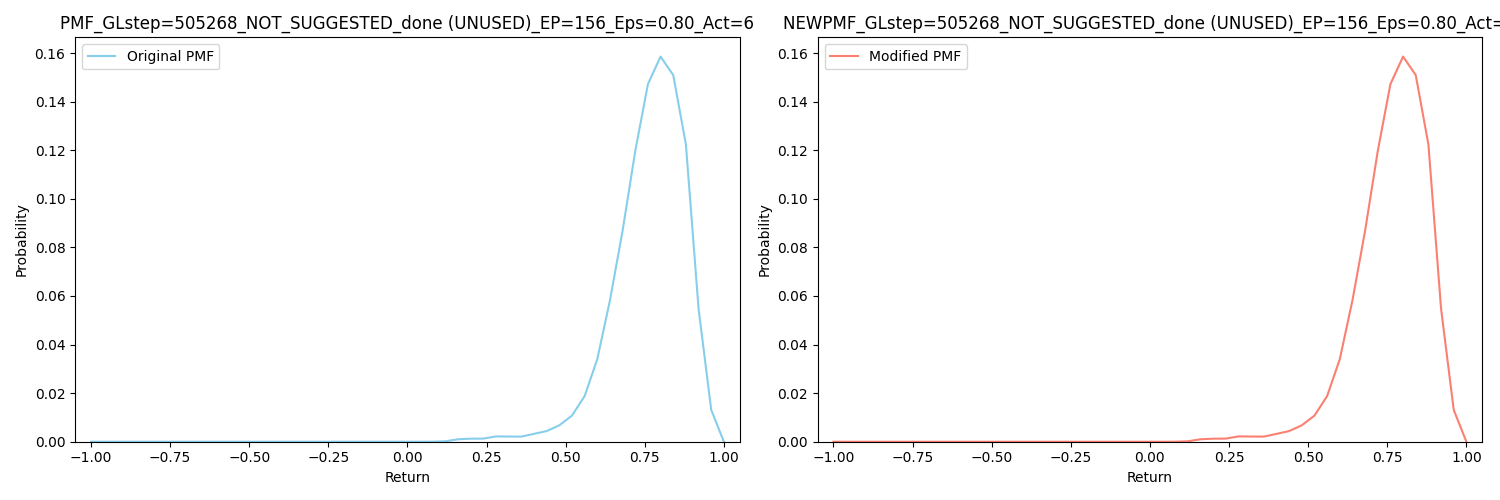 PMF_GLstep=505268_NOT_SUGGESTED_done (UNUSED)_EP=156_Eps=0.80_Act=6
Original PMF
Probability
0.16
0.14
0.12
0.10
0.08
0.06
0.04
0.02
0.00
−1.00 −0.75 −0.50 −0.25 0.00 0.25 0.50 0.75 1.00
Return
NEWPMF_GLstep=505268_NOT_SUGGESTED_done (UNUSED)_EP=156_Eps=0.80_Act=
Modified PMF
Probability
0.16
0.14
0.12
0.10
0.08
0.06
0.04
0.02
0.00
−1.00 −0.75 −0.50 −0.25 0.00 0.25 0.50 0.75 1.00
Return